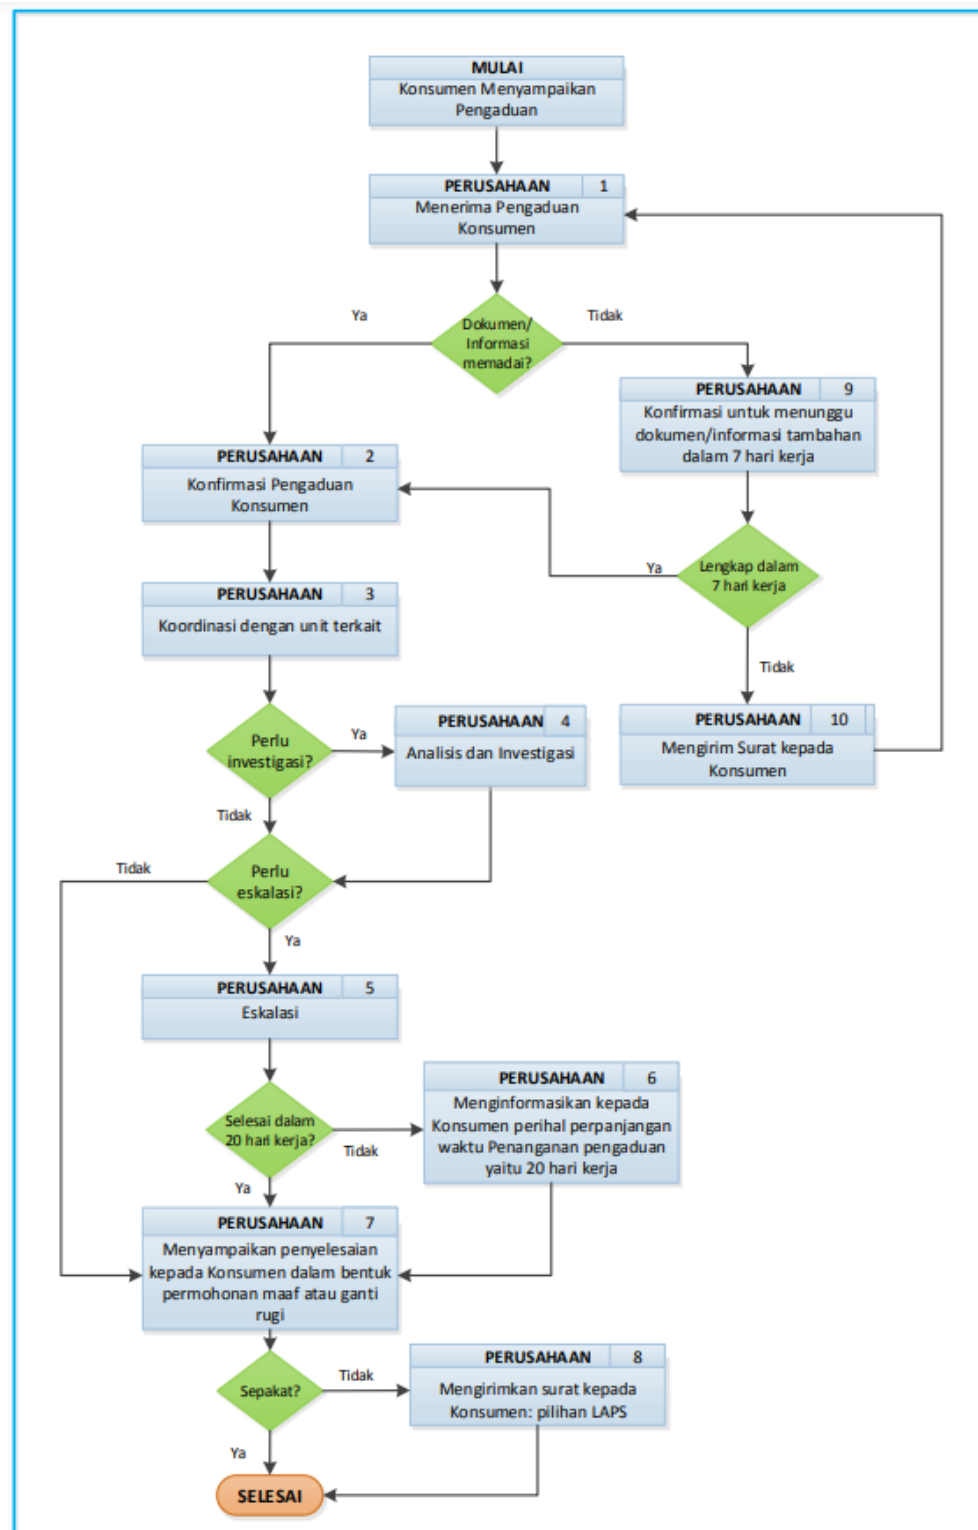 MULAI
Konsumen Menyampaikan
Pengaduan
PERUSAHAAN 1
Menerima Pengaduan
Konsumen
Dokumen/
Informasi
memadai?
Ya
Tidak
PERUSAHAAN 9
Konfirmasi untuk menunggu
dokumen/informasi tambahan
dalam 7 hari kerja
PERUSAHAAN 2
Konfirmasi Pengaduan
Konsumen
Lengkap dalam
7 hari kerja
Ya
Tidak
PERUSAHAAN 3
Koordinasi dengan unit terkait
PERUSAHAAN 10
Mengirim Surat kepada
Konsumen
Perlu
investigasi?
Ya
PERUSAHAAN 4
Analisis dan Investigasi
Tidak
Perlu
eskalasi?
Tidak
Ya
PERUSAHAAN 5
Eskalasi
Selesai dalam
20 hari kerja?
Tidak
PERUSAHAAN 6
Menginformasikan kepada
Konsumen perihal perpanjangan
waktu Penanganan pengaduan
yaitu 20 hari kerja
Ya
PERUSAHAAN 7
Menyampaikan penyelesaian
kepada Konsumen dalam bentuk
permohonan maaf atau ganti
rugi
Sepakat?
Tidak
PERUSAHAAN 8
Mengirimkan surat kepada
Konsumen: pilihan LAPS
Ya
SELESAI